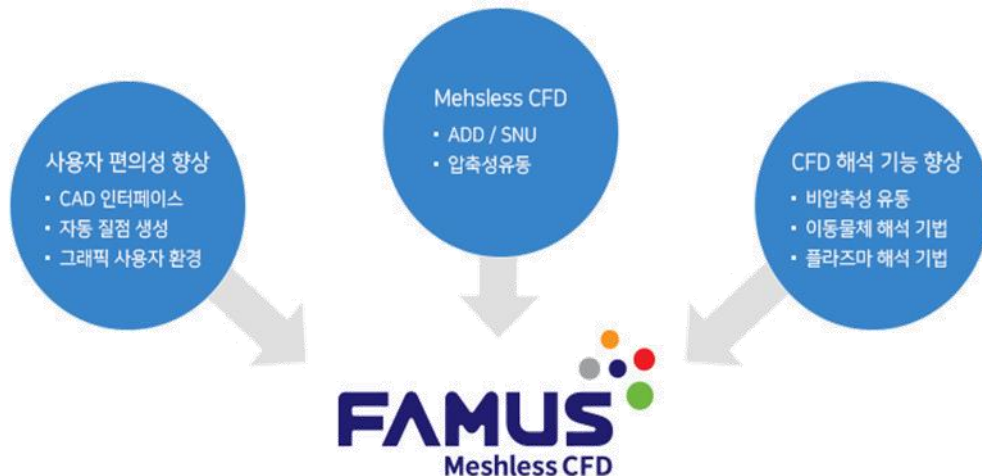 사용자 편의성 향상
▪ CAD 인터페이스
▪ 자동 질점 생성
▪ 그래픽 사용자 환경
Mehsless CFD
▪ ADD / SNU
▪ 압축성유동
CFD 해석 기능 향상
▪ 비압축성 유동
▪ 이동물체 해석 기법
▪ 플라즈마 해석 기법
FAMUS
Meshless CFD